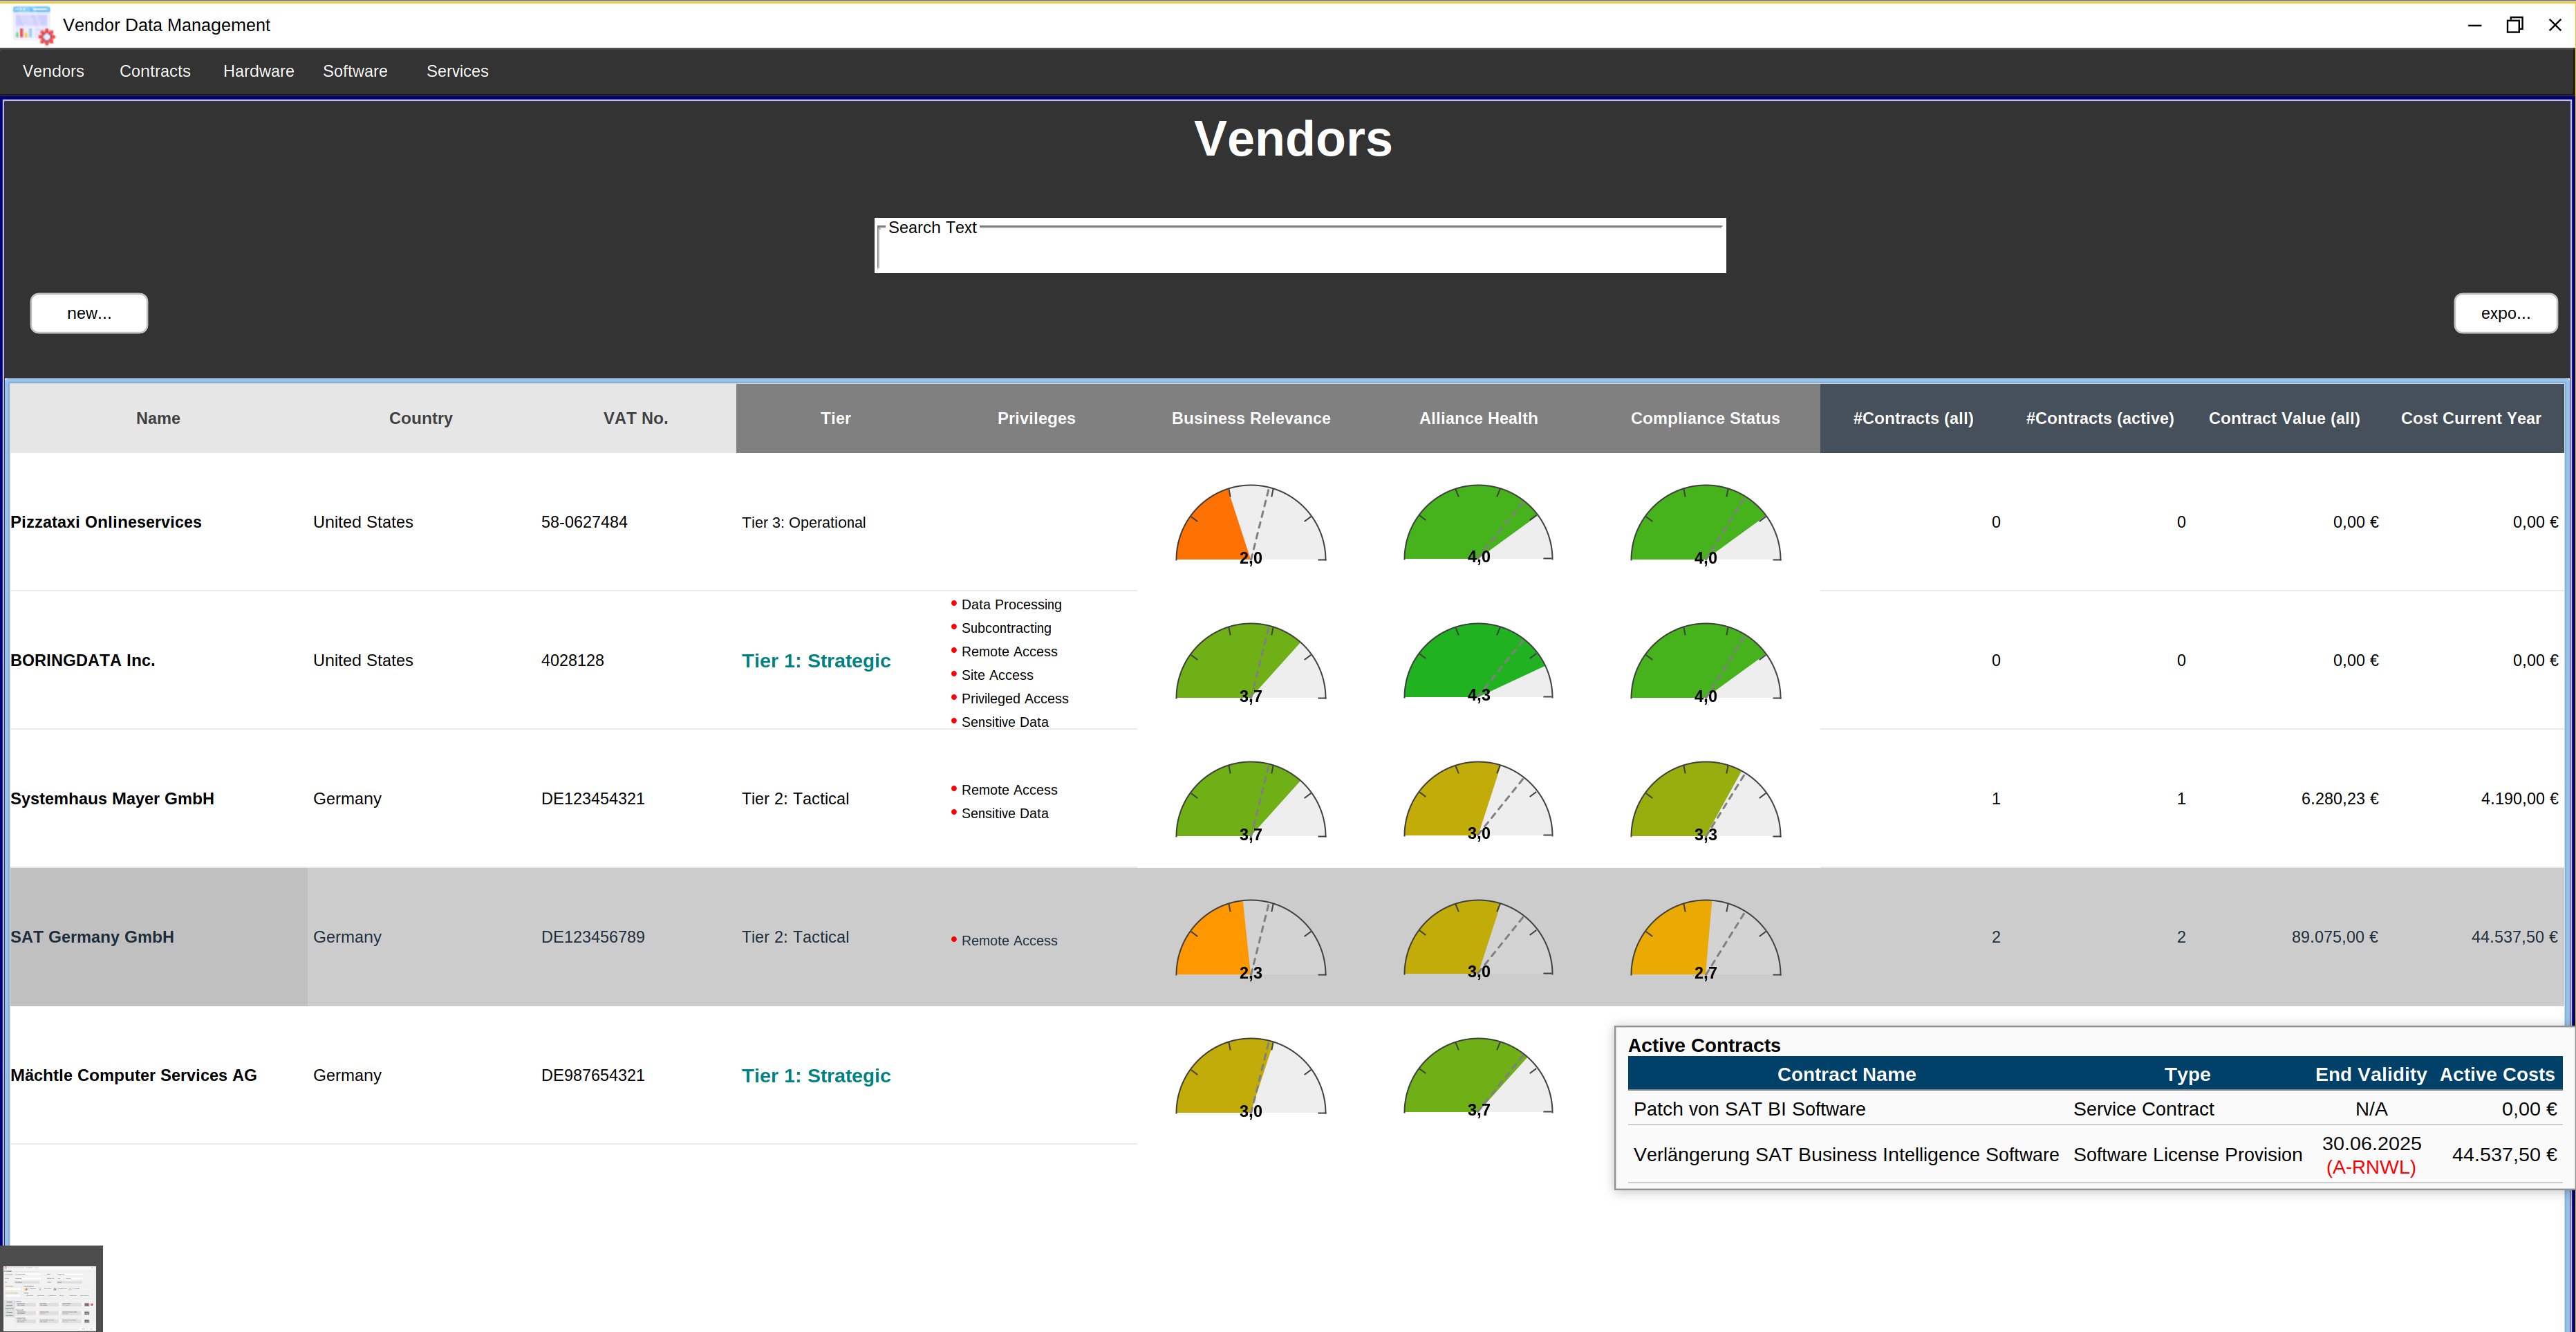 Vendor Data Management
Vendors Contracts Hardware Software Services
Vendors
Search Text
new... expo...
Name Country VAT No. Tier Privileges Business Relevance Alliance Health Compliance Status #Contracts (all) #Contracts (active) Contract Value (all) Cost Current Year
Pizzataxi Onlineservices United States 58-0627484 Tier 3: Operational 2,0 4,0 4,0 0 0 0,00 € 0,00 €
Data Processing
Subcontracting
Remote Access
BORINGDATA Inc. United States 4028128 Tier 1: Strategic 3,7 4,3 4,0 0 0 0,00 € 0,00 €
Site Access
Privileged Access
Sensitive Data
Remote Access
Systemhaus Mayer GmbH Germany DE123454321 Tier 2: Tactical 3,7 3,0 3,3 1 1 6.280,23 € 4.190,00 €
Sensitive Data
SAT Germany GmbH Germany DE123456789 Tier 2: Tactical Remote Access 2,3 3,0 2,7 2 2 89.075,00 € 44.537,50 €
Mächtle Computer Services AG Germany DE987654321 Tier 1: Strategic 3,0 3,7
Active Contracts
Contract Name Type End Validity Active Costs
Patch von SAT BI Software Service Contract N/A 0,00 €
Verlängerung SAT Business Intelligence Software Software License Provision 30.06.2025 44.537,50 €
(A-RNWL)